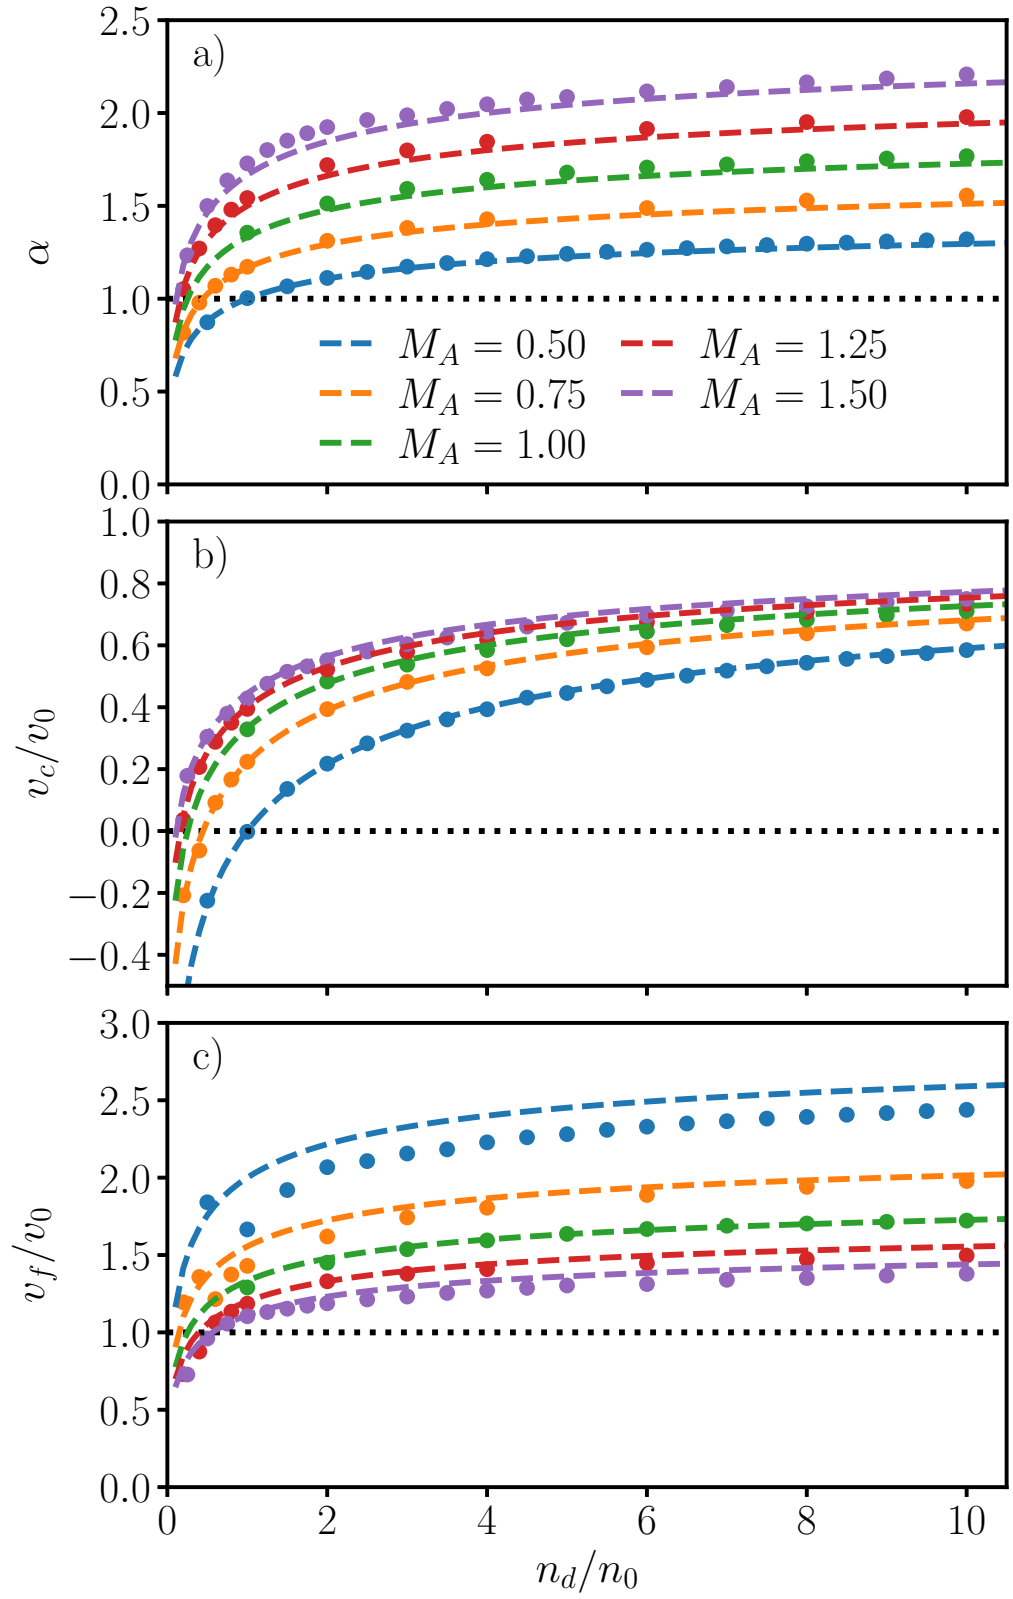 2.5
a)
2.0
1.5
α
1.0
M_A = 0.50 M_A = 1.25
M_A = 0.75 M_A = 1.50
0.5
M_A = 1.00
0.0
1.0
b)
0.8
0.6
0.4
v_c/v_0
0.2
0.0
−0.2
−0.4
3.0
c)
2.5
2.0
1.5
v_f/v_0
1.0
0.5
0.0
0 2 4 6 8 10
n_d/n_0